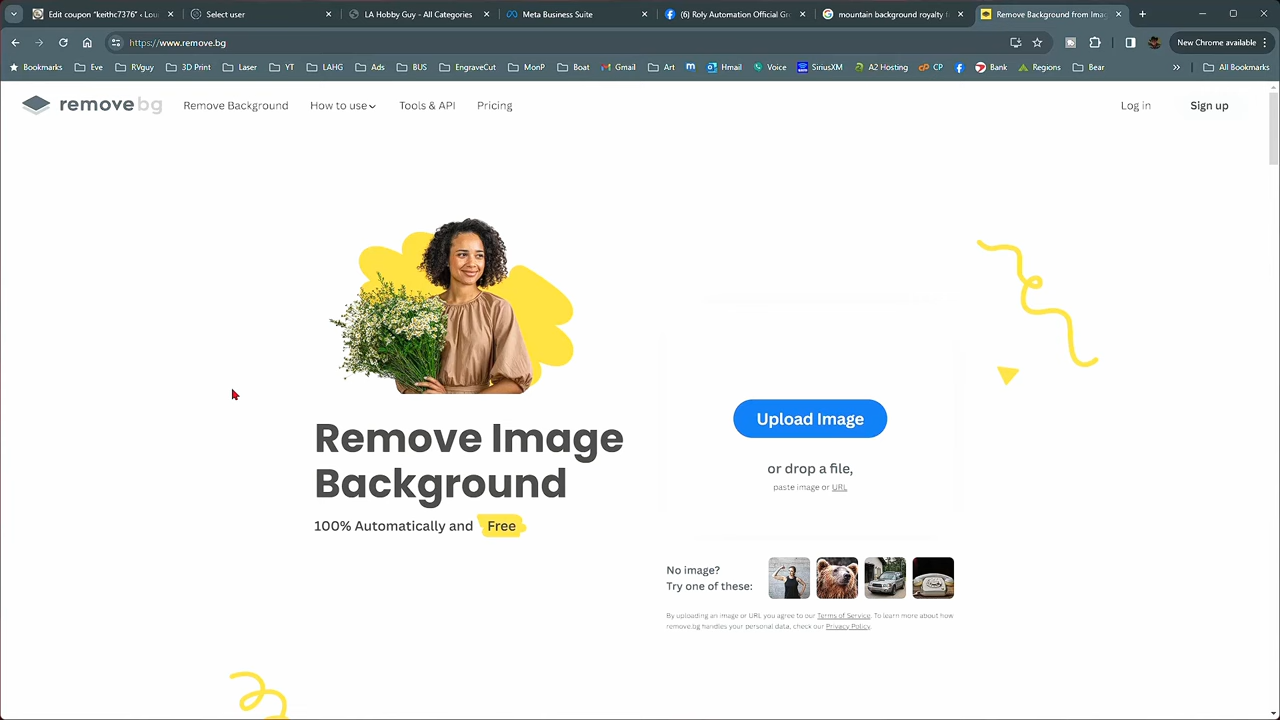 Edit coupon "keithc7376" ‹ Lou
Select user
LA Hobby Guy – All Categories
Meta Business Suite
(6) Roly Automation Official Gr
mountain background royalty f
Remove Background from Imag
https://www.remove.bg
New Chrome available
Bookmarks
Eve
RVguy
3D Print
Laser
YT
LAHG
Ads
BUS
EngraveCut
MonP
Boat
Gmail
Art
Hmail
Voice
SiriusXM
A2 Hosting
CP
Bank
Regions
Bear
All Bookmarks
removebg
Remove Background
How to use
Tools & API
Pricing
Log in
Sign up
Remove Image
Background
100% Automatically and Free
Upload Image
or drop a file,
paste image or URL
No image?
Try one of these:
By uploading an image or URL you agree to our Terms of Service. To learn more about how
remove.bg handles your personal data, check our Privacy Policy.